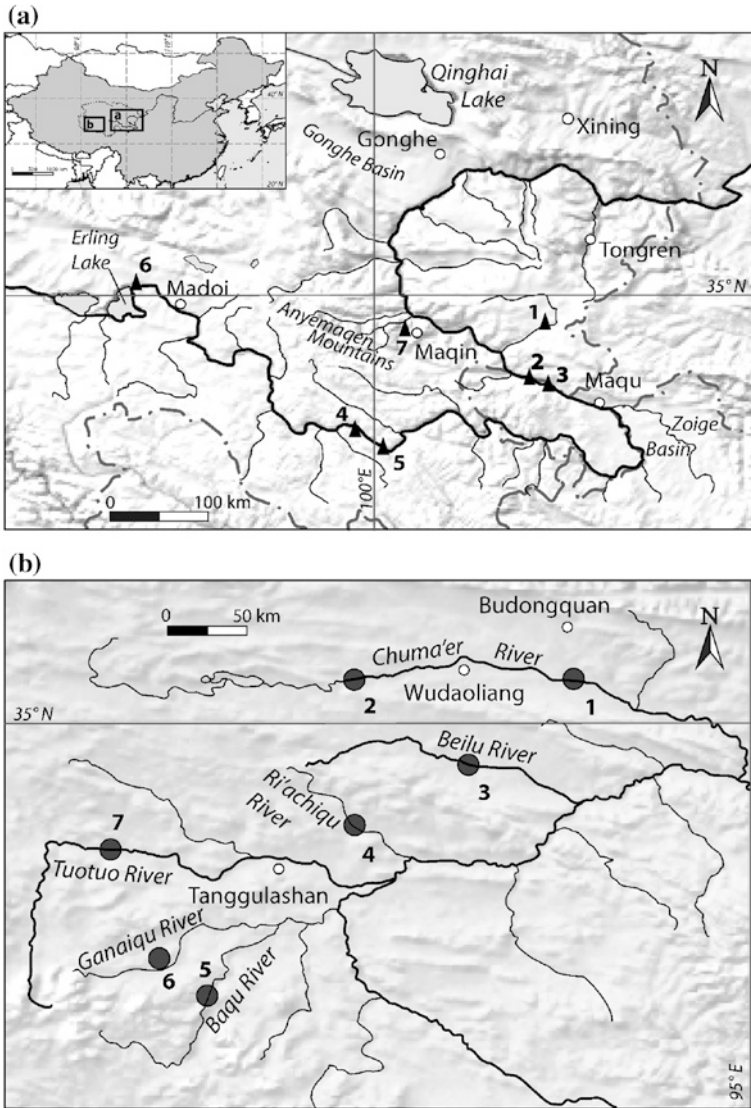 (a)
40° N
a
b
20° N
Qinghai
Lake
N
Xining
Gonghe
Gonghe Basin
Tongren
Erling
Lake
6
Madoi
35° N
1
Anyemaqen
Mountains
7
Maqin
2
3
Maqu
4
5
Zoige
Basin
100°E
0
100 km
(b)
0
50 km
Budongquan
N
Chuma'er
River
2
Wudaoliang
1
35° N
Beilu River
3
Ri'achiqu
River
4
7
Tuotuo River
Tanggulashan
Ganaiqu River
6
5
Baqu River
95° E